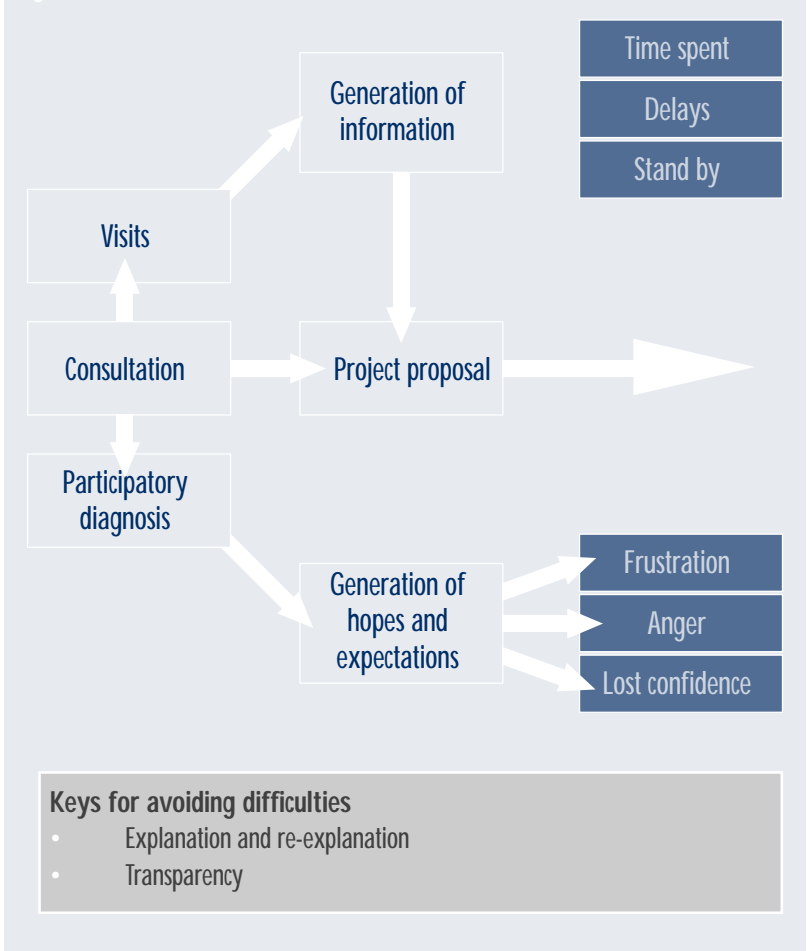 Time spent
Delays
Stand by
Generation of
information
Visits
Consultation
Project proposal
Participatory
diagnosis
Generation of
hopes and
expectations
Frustration
Anger
Lost confidence
Keys for avoiding difficulties
• Explanation and re-explanation
• Transparency